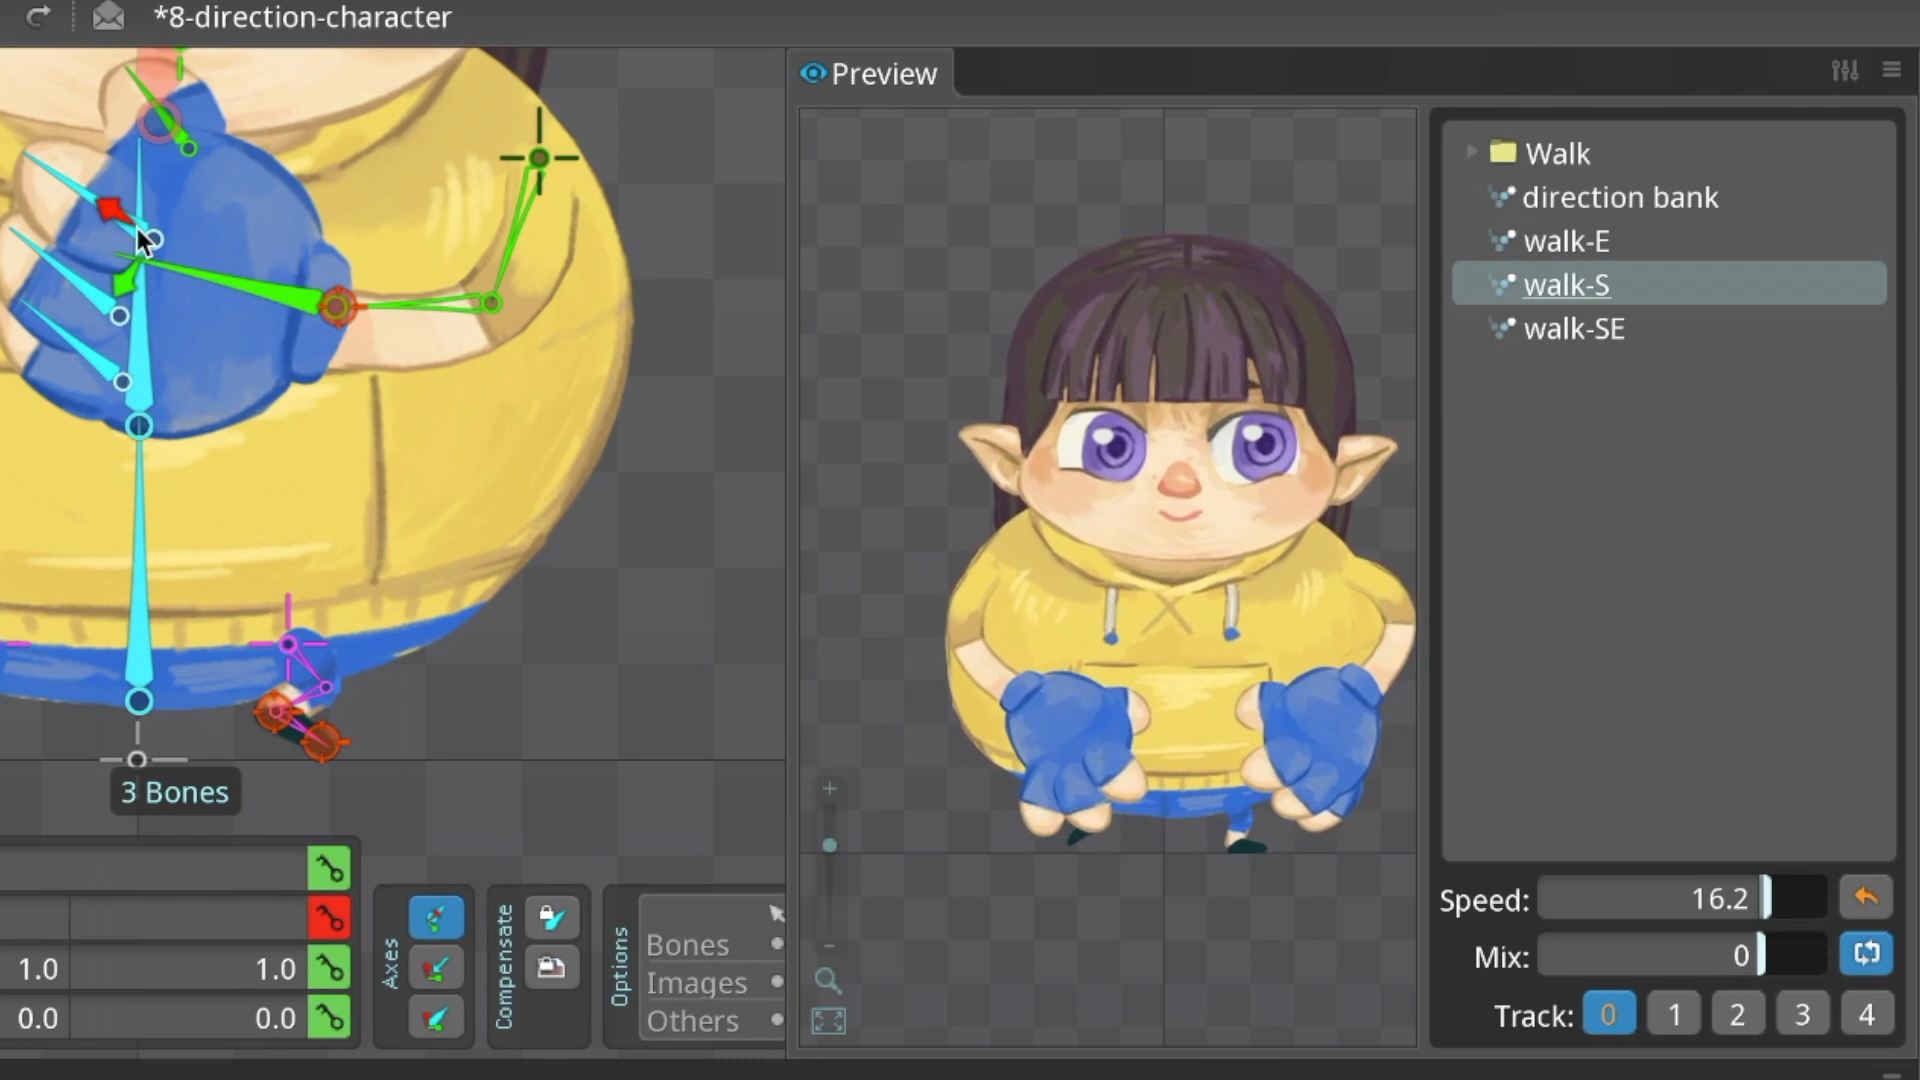 *8-direction-character
Preview
Walk
direction bank
walk-E
walk-S
walk-SE
3 Bones
1.0 1.0
0.0 0.0
Axes
Compensate
Options
Bones
Images
Others
Speed: 16.2
Mix: 0
Track: 0 1 2 3 4